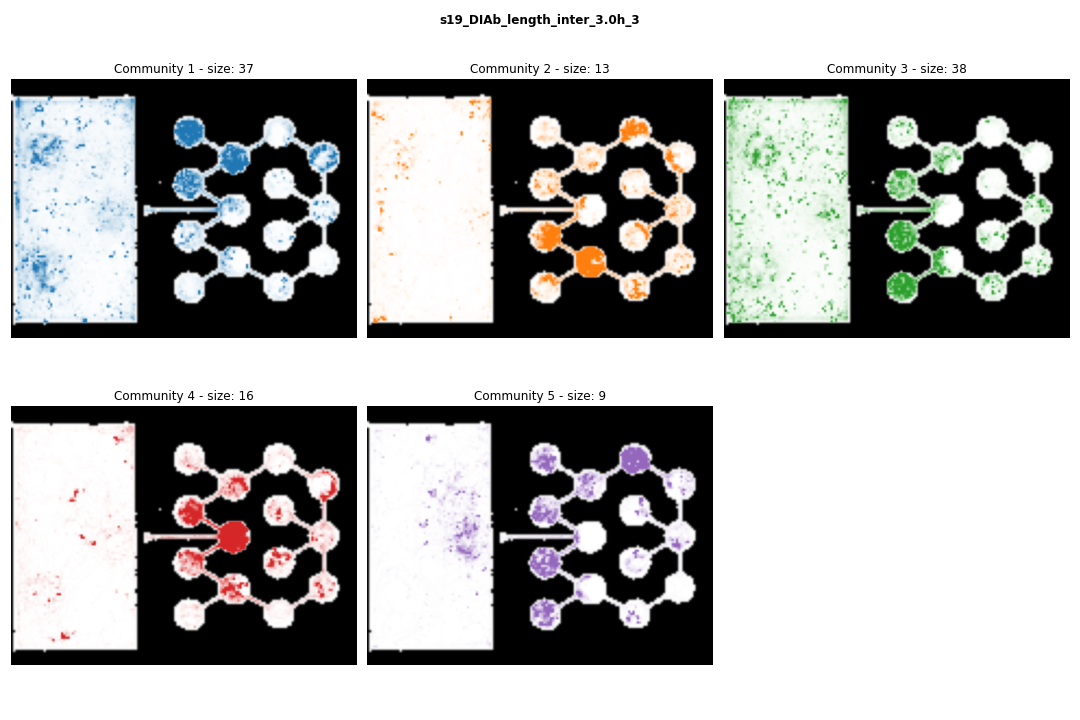 s19_DIAb_length_inter_3.0h_3
Community 1 - size: 37
Community 2 - size: 13
Community 3 - size: 38
Community 4 - size: 16
Community 5 - size: 9